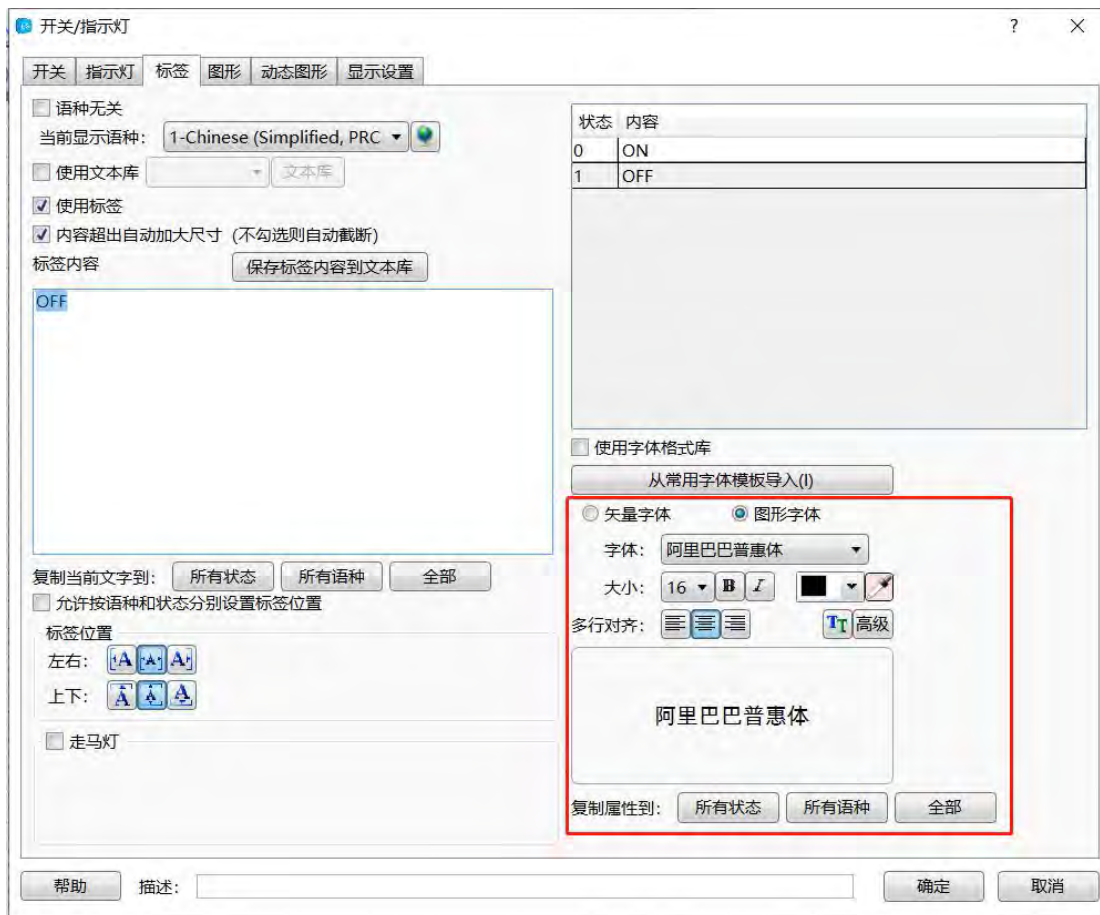 开关/指示灯 ?
开关 指示灯 标签 图形 动态图形 显示设置
语种无关
当前显示语种: 1-Chinese (Simplified, PRC
使用文本库 文本库
使用标签
内容超出自动加大尺寸 (不勾选则自动截断)
标签内容 保存标签内容到文本库
OFF
复制当前文字到: 所有状态 所有语种 全部
允许按语种和状态分别设置标签位置
标签位置
左右: A A A
上下: A A A
走马灯
状态 内容
0 ON
1 OFF
使用字体格式库
从常用字体模板导入(I)
矢量字体 图形字体
字体: 阿里巴巴普惠体
大小: 16 B I
多行对齐: TT 高级
阿里巴巴普惠体
复制属性到: 所有状态 所有语种 全部
帮助 描述: 确定 取消